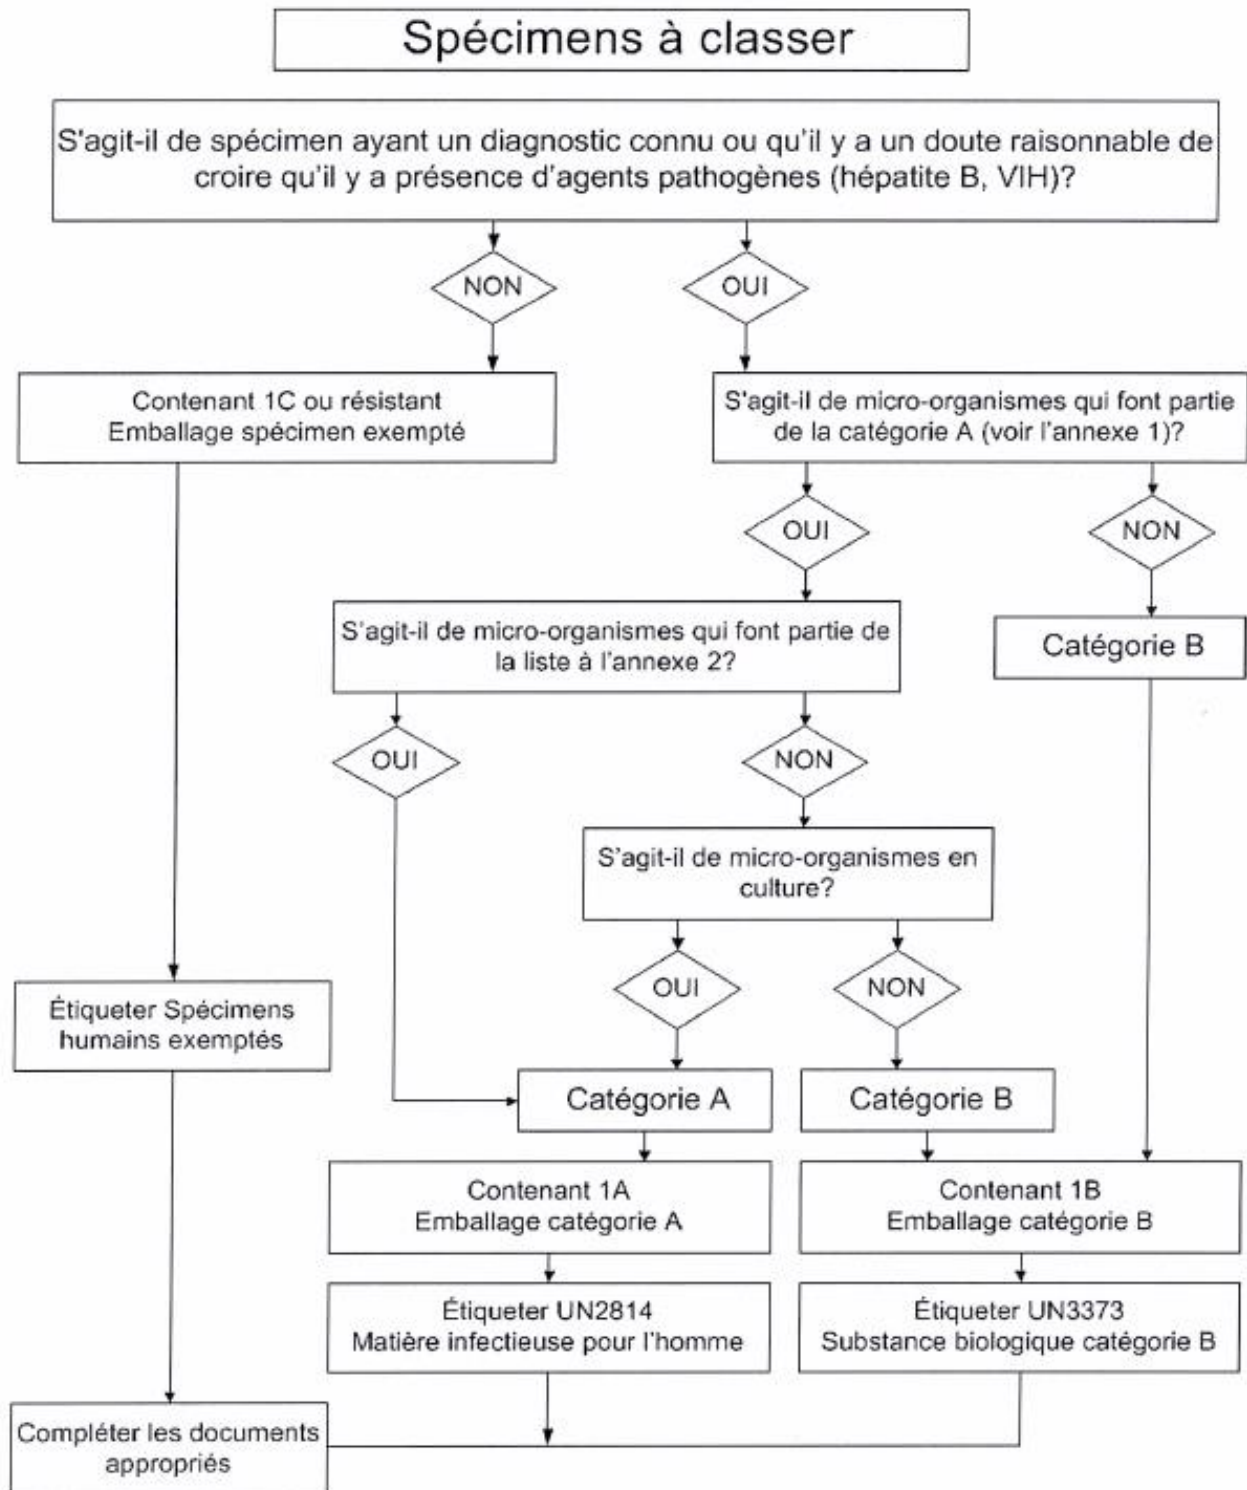 Spécimens à classer
S'agit-il de spécimen ayant un diagnostic connu ou qu'il y a un doute raisonnable de
croire qu'il y a présence d'agents pathogènes (hépatite B, VIH)?
NON
OUI
Contenant 1C ou résistant
Emballage spécimen exempté
S'agit-il de micro-organismes qui font partie
de la catégorie A (voir l'annexe 1)?
OUI
NON
S'agit-il de micro-organismes qui font partie de
la liste à l'annexe 2?
Catégorie B
OUI
NON
S'agit-il de micro-organismes en
culture?
OUI
NON
Étiqueter Spécimens
humains exemptés
Catégorie A
Catégorie B
Contenant 1A
Emballage catégorie A
Contenant 1B
Emballage catégorie B
Étiqueter UN2814
Matière infectieuse pour l'homme
Étiqueter UN3373
Substance biologique catégorie B
Compléter les documents
appropriés